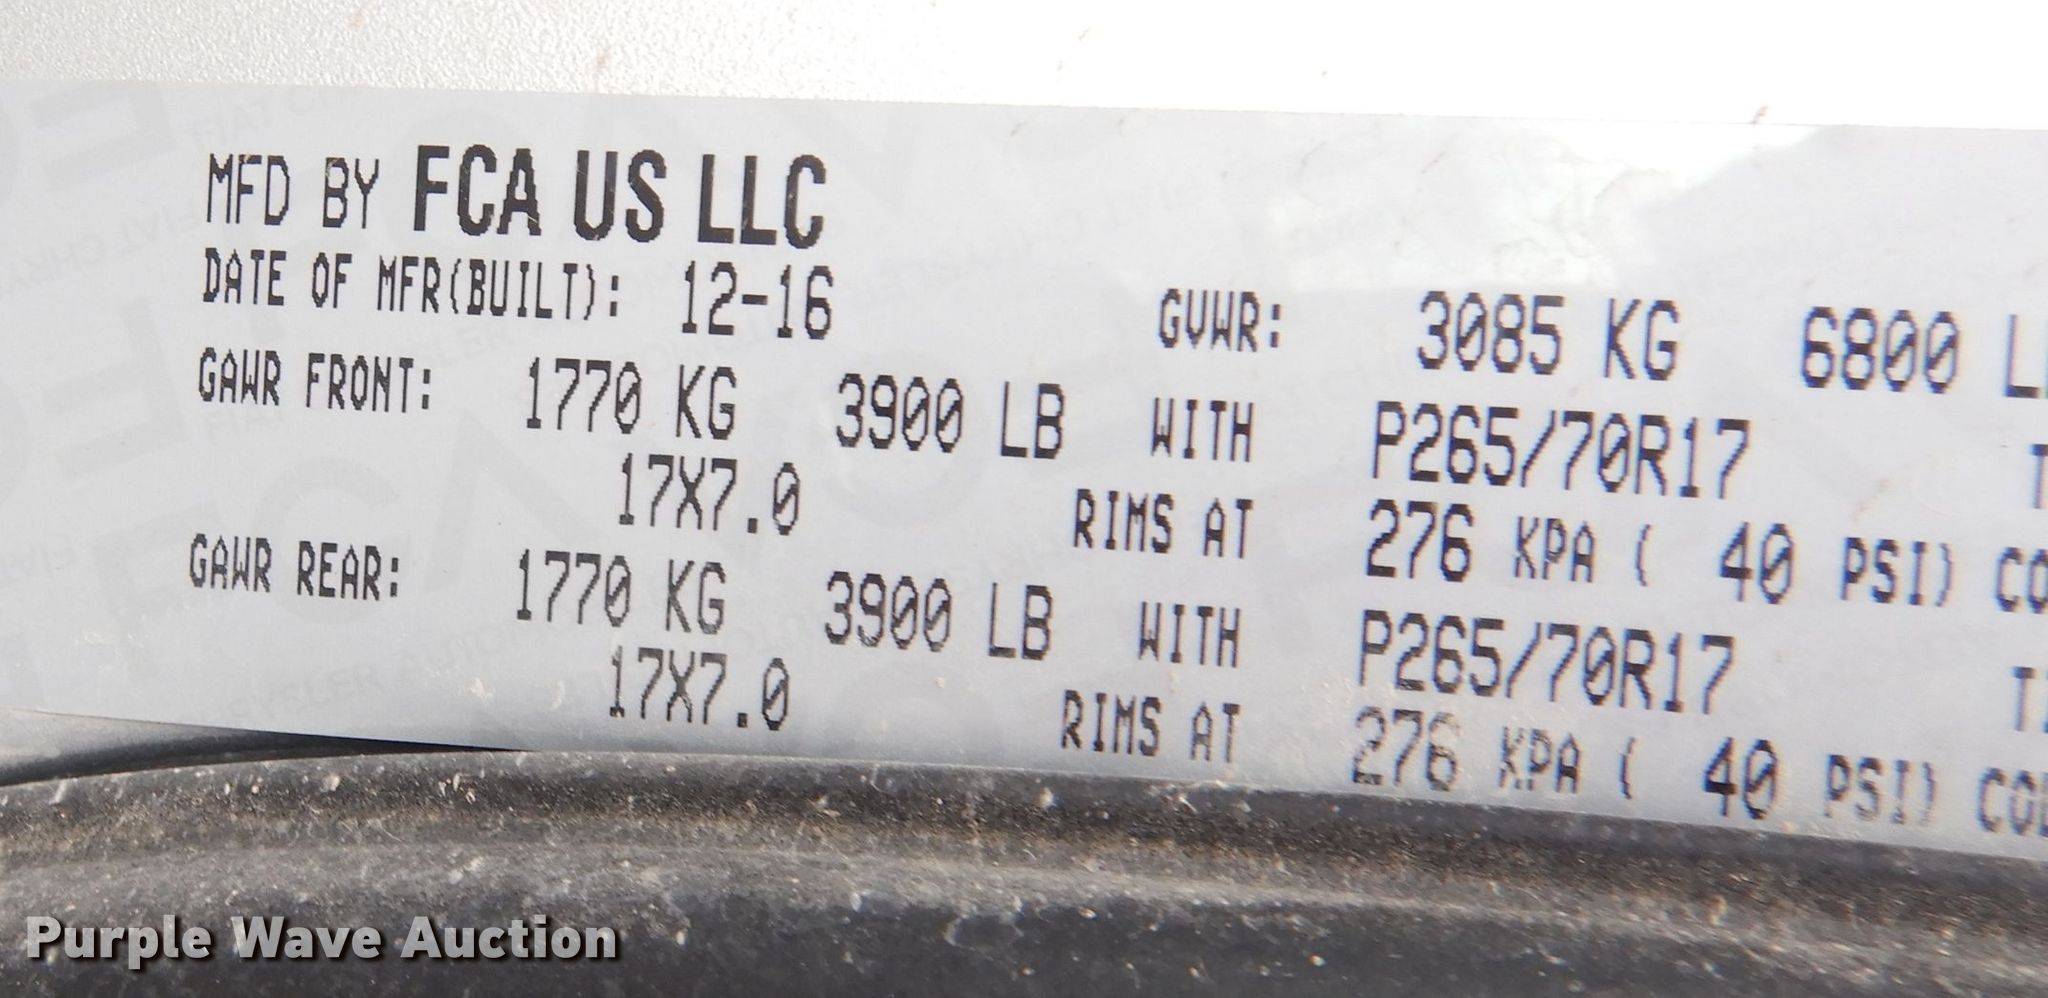 MFD BY FCA US LLC
DATE OF MFR(BUILT): 12-16 GVWR: 3085 KG 6800 L
GAWR FRONT: 1770 KG 3900 LB WITH P265/70R17
17X7.0 RIMS AT 276 KPA ( 40 PSI) CO
GAWR REAR: 1770 KG 3900 LB WITH P265/70R17
17X7.0 RIMS AT 276 KPA ( 40 PSI) COL
Purple Wave Auction